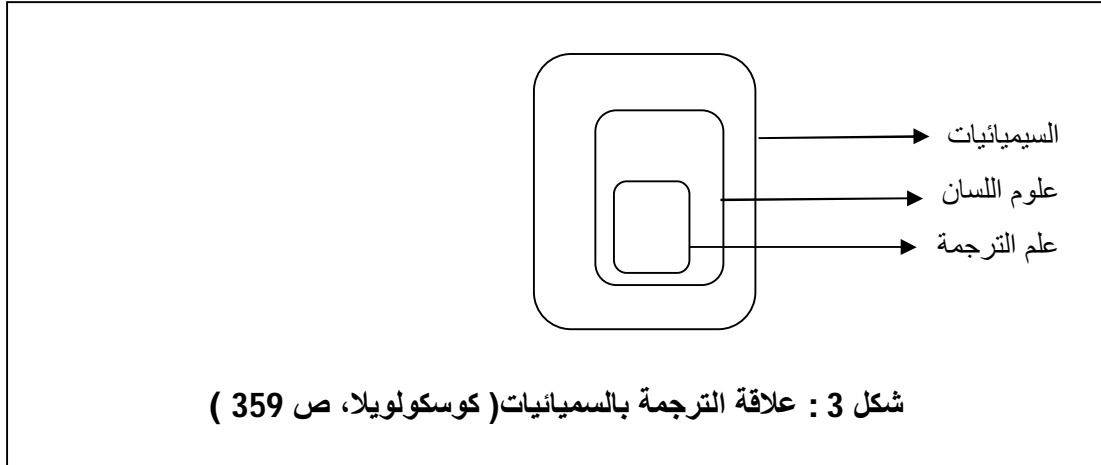 السيميائيات
علوم اللسان
علم الترجمة
شكل 3 : علاقة الترجمة بالسميائيات( كوسكولويلا، ص 359 )